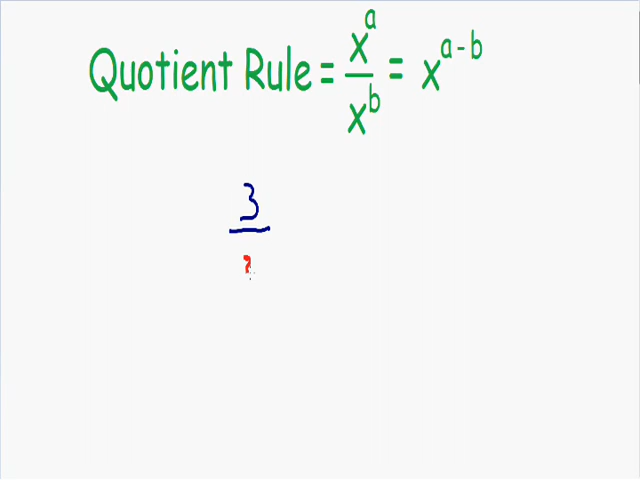 Quotient Rule = x^a / x^b = x^(a-b)
3